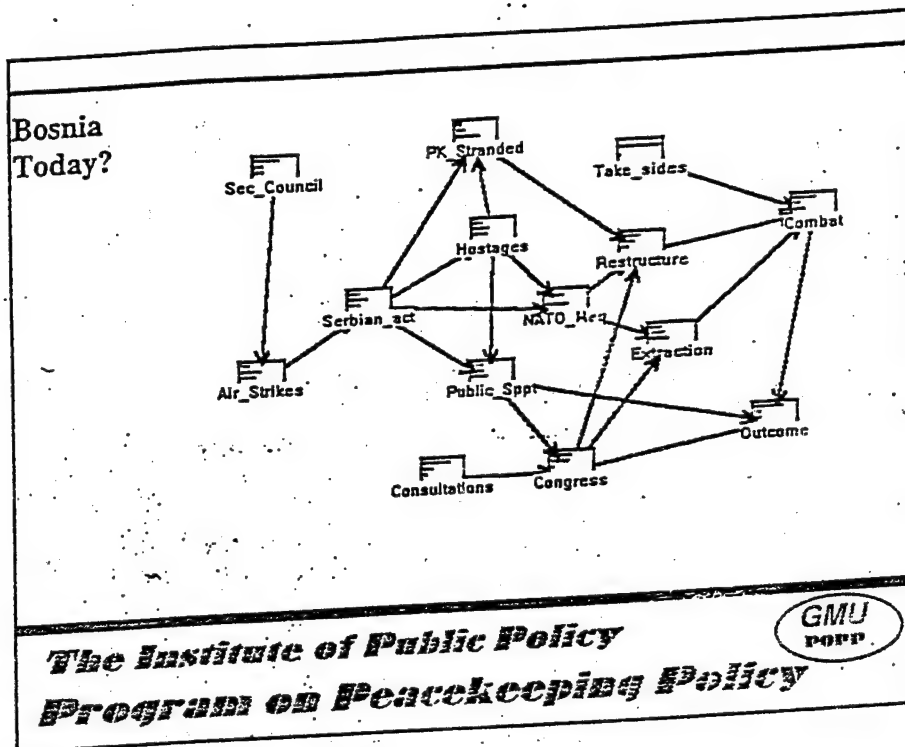 Bosnia
Today?
PK_Stranded
Sec_Council
Take_sides
Combat
Hostages
Restructure
Serbian_act
Extraction
Air_Strikes
Public_Sppt
Outcome
Consultations
Congress
The Institute of Public Policy
Program on Peacekeeping Policy
GMU
POPP